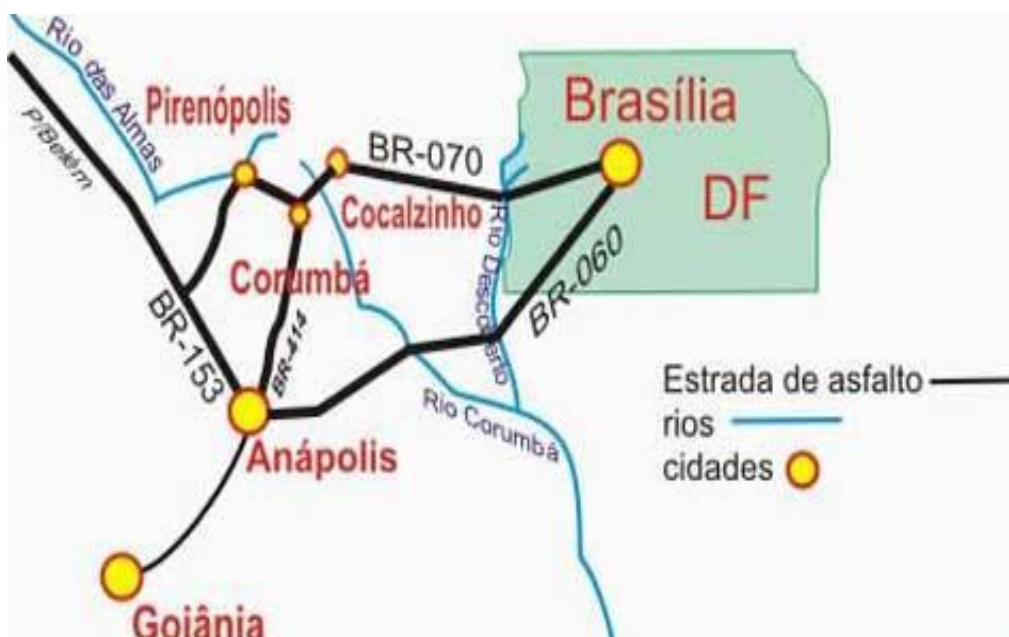 Rio das Almas
P/Belém
Pirenópolis
Brasília
BR-070
DF
Cocalzinho
Rio Descoberto
Corumbá
BR-060
BR-153
BR-414
Estrada de asfalto
rios
Rio Corumbá
cidades
Anápolis
Goiânia